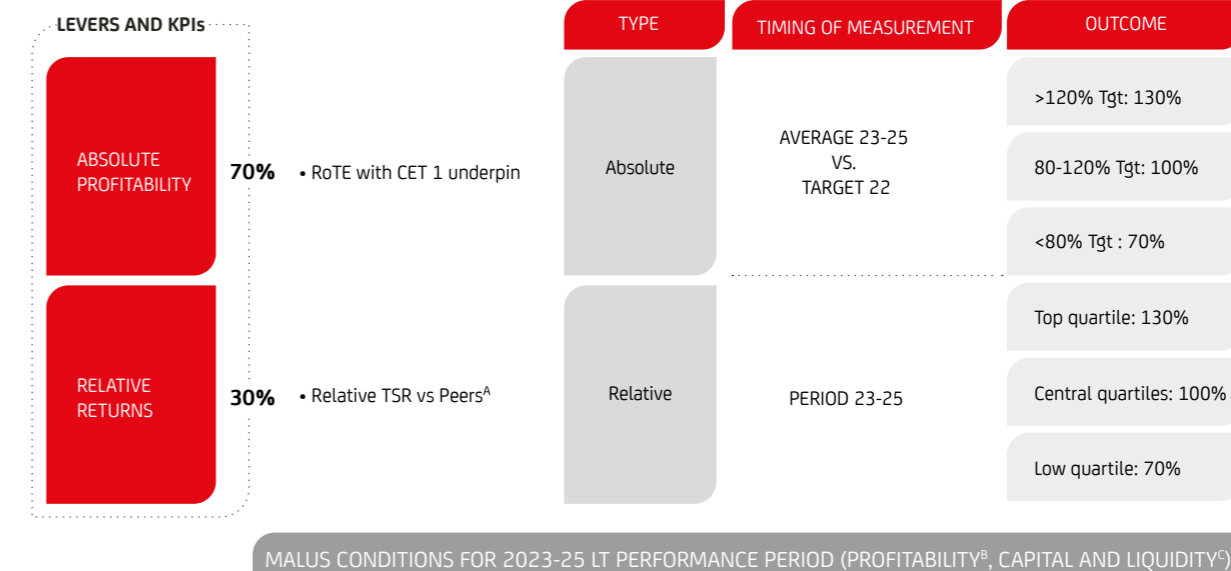 LEVERS AND KPIs
TYPE
TIMING OF MEASUREMENT
OUTCOME
ABSOLUTE
PROFITABILITY
70%
• RoTE with CET 1 underpin
Absolute
AVERAGE 23-25
VS.
TARGET 22
>120% Tgt: 130%
80-120% Tgt: 100%
<80% Tgt : 70%
RELATIVE
RETURNS
30%
• Relative TSR vs Peersᴬ
Relative
PERIOD 23-25
Top quartile: 130%
Central quartiles: 100%
Low quartile: 70%
MALUS CONDITIONS FOR 2023-25 LT PERFORMANCE PERIOD (PROFITABILITYᴮ, CAPITAL AND LIQUIDITYᶜ)